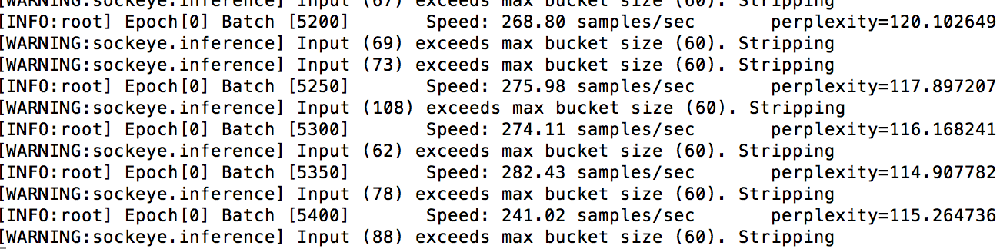 [WARNING:sockeye.inference] Input (67) exceeds max bucket size (60). Stripping
[INFO:root] Epoch[0] Batch [5200] Speed: 268.80 samples/sec perplexity=120.102649
[WARNING:sockeye.inference] Input (69) exceeds max bucket size (60). Stripping
[WARNING:sockeye.inference] Input (73) exceeds max bucket size (60). Stripping
[INFO:root] Epoch[0] Batch [5250] Speed: 275.98 samples/sec perplexity=117.897207
[WARNING:sockeye.inference] Input (108) exceeds max bucket size (60). Stripping
[INFO:root] Epoch[0] Batch [5300] Speed: 274.11 samples/sec perplexity=116.168241
[WARNING:sockeye.inference] Input (62) exceeds max bucket size (60). Stripping
[INFO:root] Epoch[0] Batch [5350] Speed: 282.43 samples/sec perplexity=114.907782
[WARNING:sockeye.inference] Input (78) exceeds max bucket size (60). Stripping
[INFO:root] Epoch[0] Batch [5400] Speed: 241.02 samples/sec perplexity=115.264736
[WARNING:sockeye.inference] Input (88) exceeds max bucket size (60). Stripping